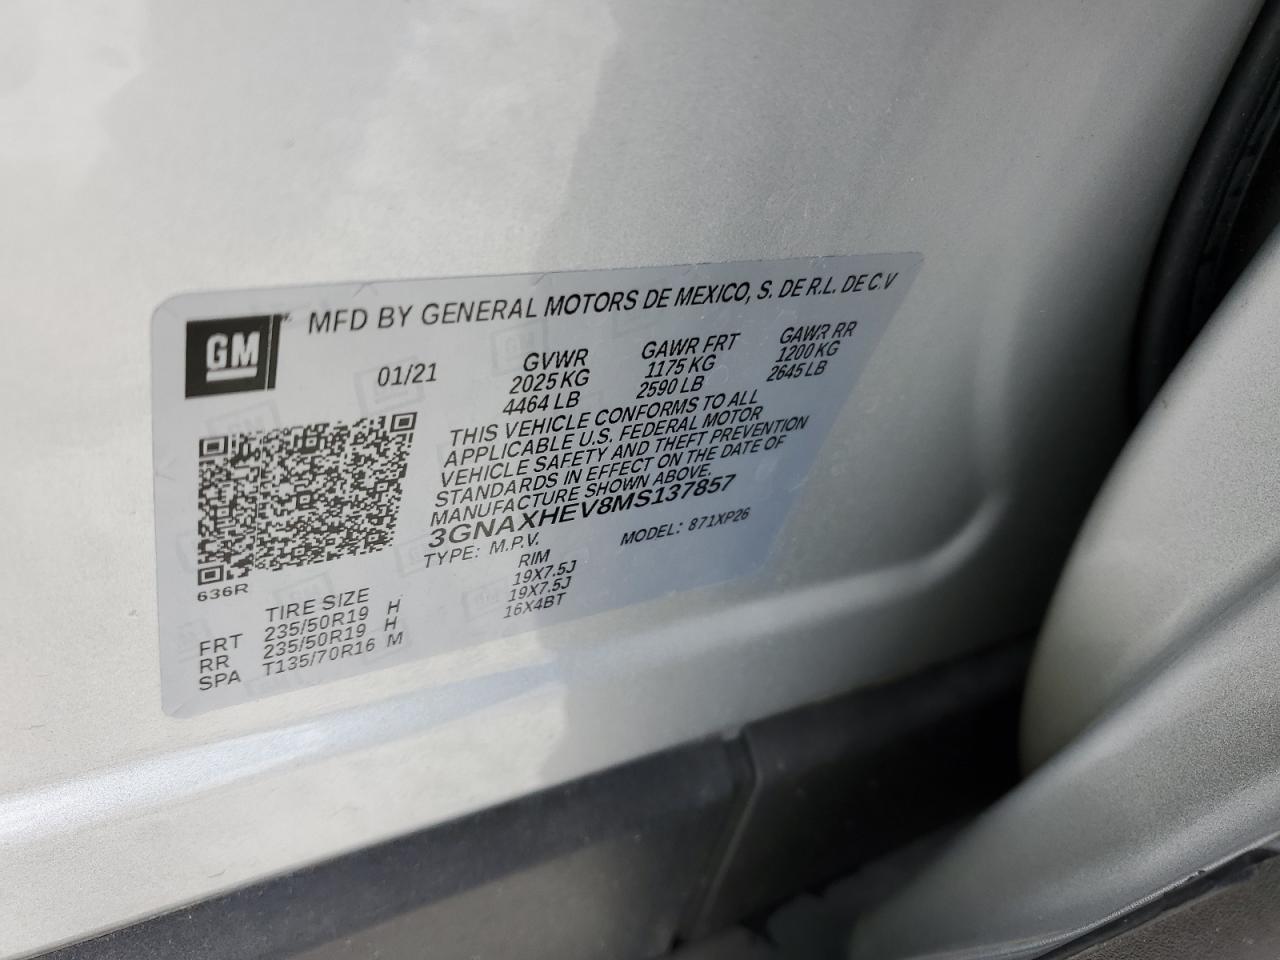 GM
MFD BY GENERAL MOTORS DE MEXICO, S. DE R.L. DE C.V
01/21 GVWR GAWR FRT GAWR RR
2025 KG 1175 KG 1200 KG
4464 LB 2590 LB 2645 LB
THIS VEHICLE CONFORMS TO ALL
APPLICABLE U.S. FEDERAL MOTOR
VEHICLE SAFETY AND THEFT PREVENTION
STANDARDS IN EFFECT ON THE DATE OF
MANUFACTURE SHOWN ABOVE.
3GNAXHEV8MS137857
TYPE: M.P.V. MODEL: 871XP26
636R
TIRE SIZE RIM
FRT 235/50R19 H 19X7.5J
RR 235/50R19 H 19X7.5J
SPA T135/70R16 M 16X4BT